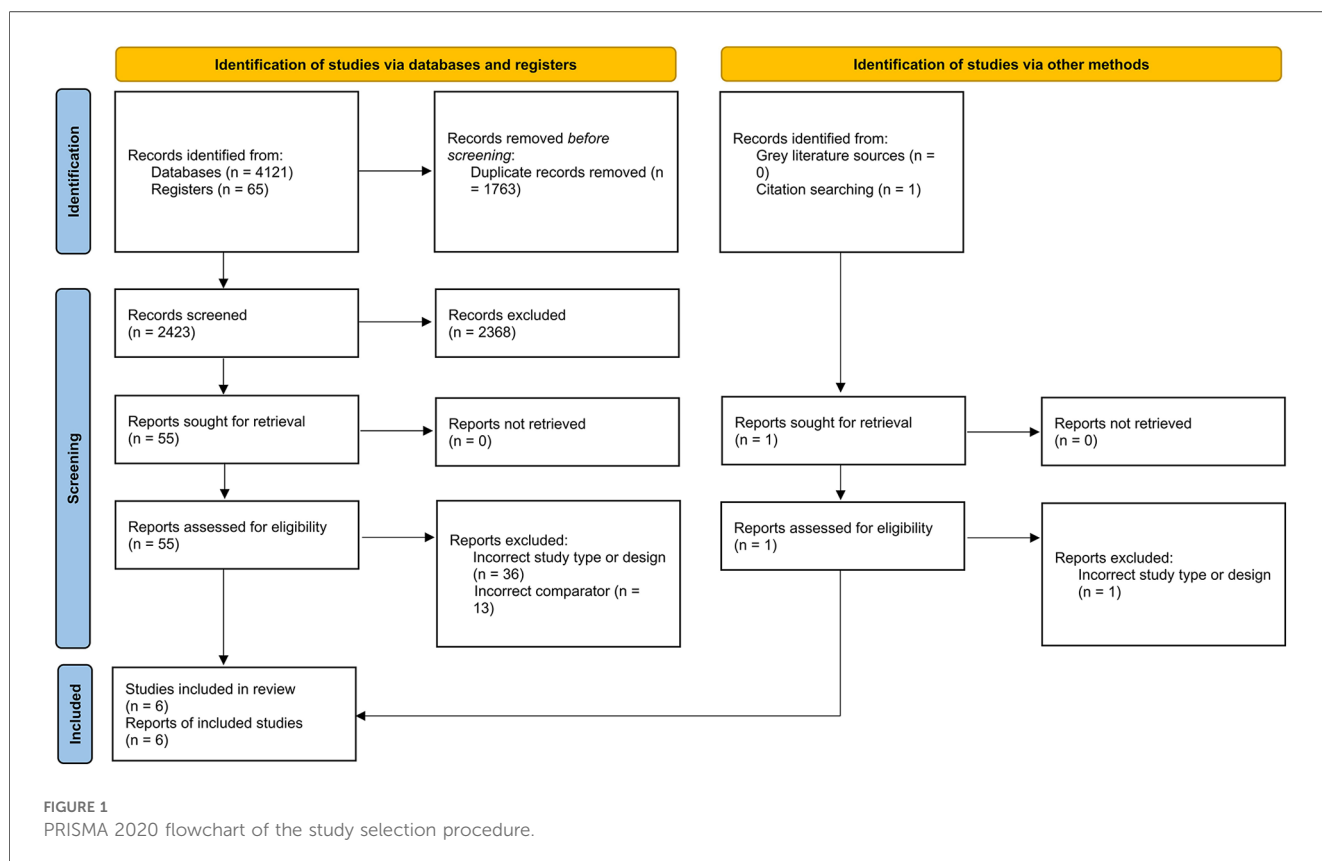 Identification of studies via databases and registers
Identification of studies via other methods
Identification
Records identified from:
Databases (n = 4121)
Registers (n = 65)
Records removed before
screening:
Duplicate records removed (n
= 1763)
Records identified from:
Grey literature sources (n =
0)
Citation searching (n = 1)
Screening
Records screened
(n = 2423)
Records excluded
(n = 2368)
Reports sought for retrieval
(n = 55)
Reports not retrieved
(n = 0)
Reports sought for retrieval
(n = 1)
Reports not retrieved
(n = 0)
Reports assessed for eligibility
(n = 55)
Reports excluded:
Incorrect study type or design
(n = 36)
Incorrect comparator (n =
13)
Reports assessed for eligibility
(n = 1)
Reports excluded:
Incorrect study type or design
(n = 1)
Included
Studies included in review
(n = 6)
Reports of included studies
(n = 6)
FIGURE 1
PRISMA 2020 flowchart of the study selection procedure.